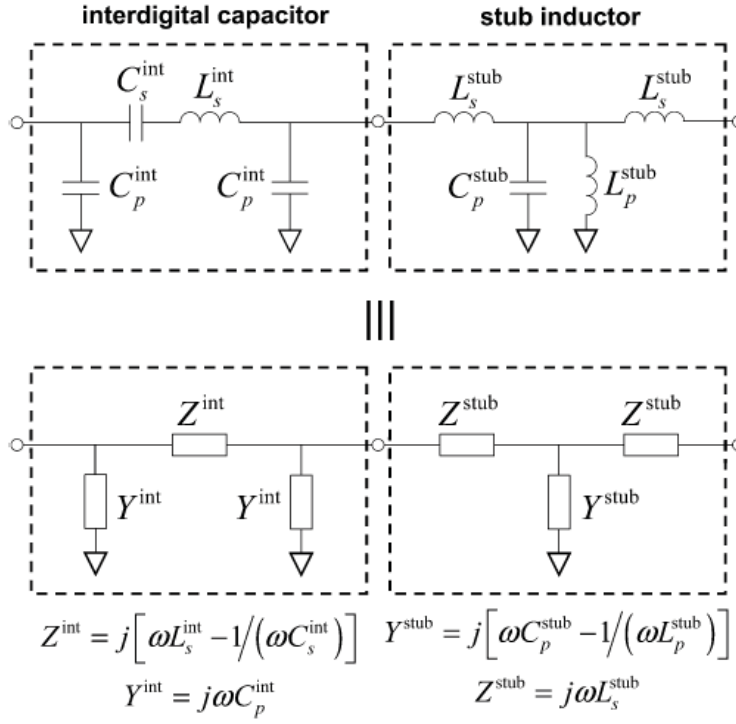 interdigital capacitor stub inductor
C_s^int L_s^int L_s^stub L_s^stub
C_p^int C_p^int C_p^stub L_p^stub
Z^int Z^stub Z^stub
Y^int Y^int Y^stub
Z^int = j[ωL_s^int −1/(ωC_s^int)] Y^stub = j[ωC_p^stub −1/(ωL_p^stub)]
Y^int = jωC_p^int Z^stub = jωL_s^stub